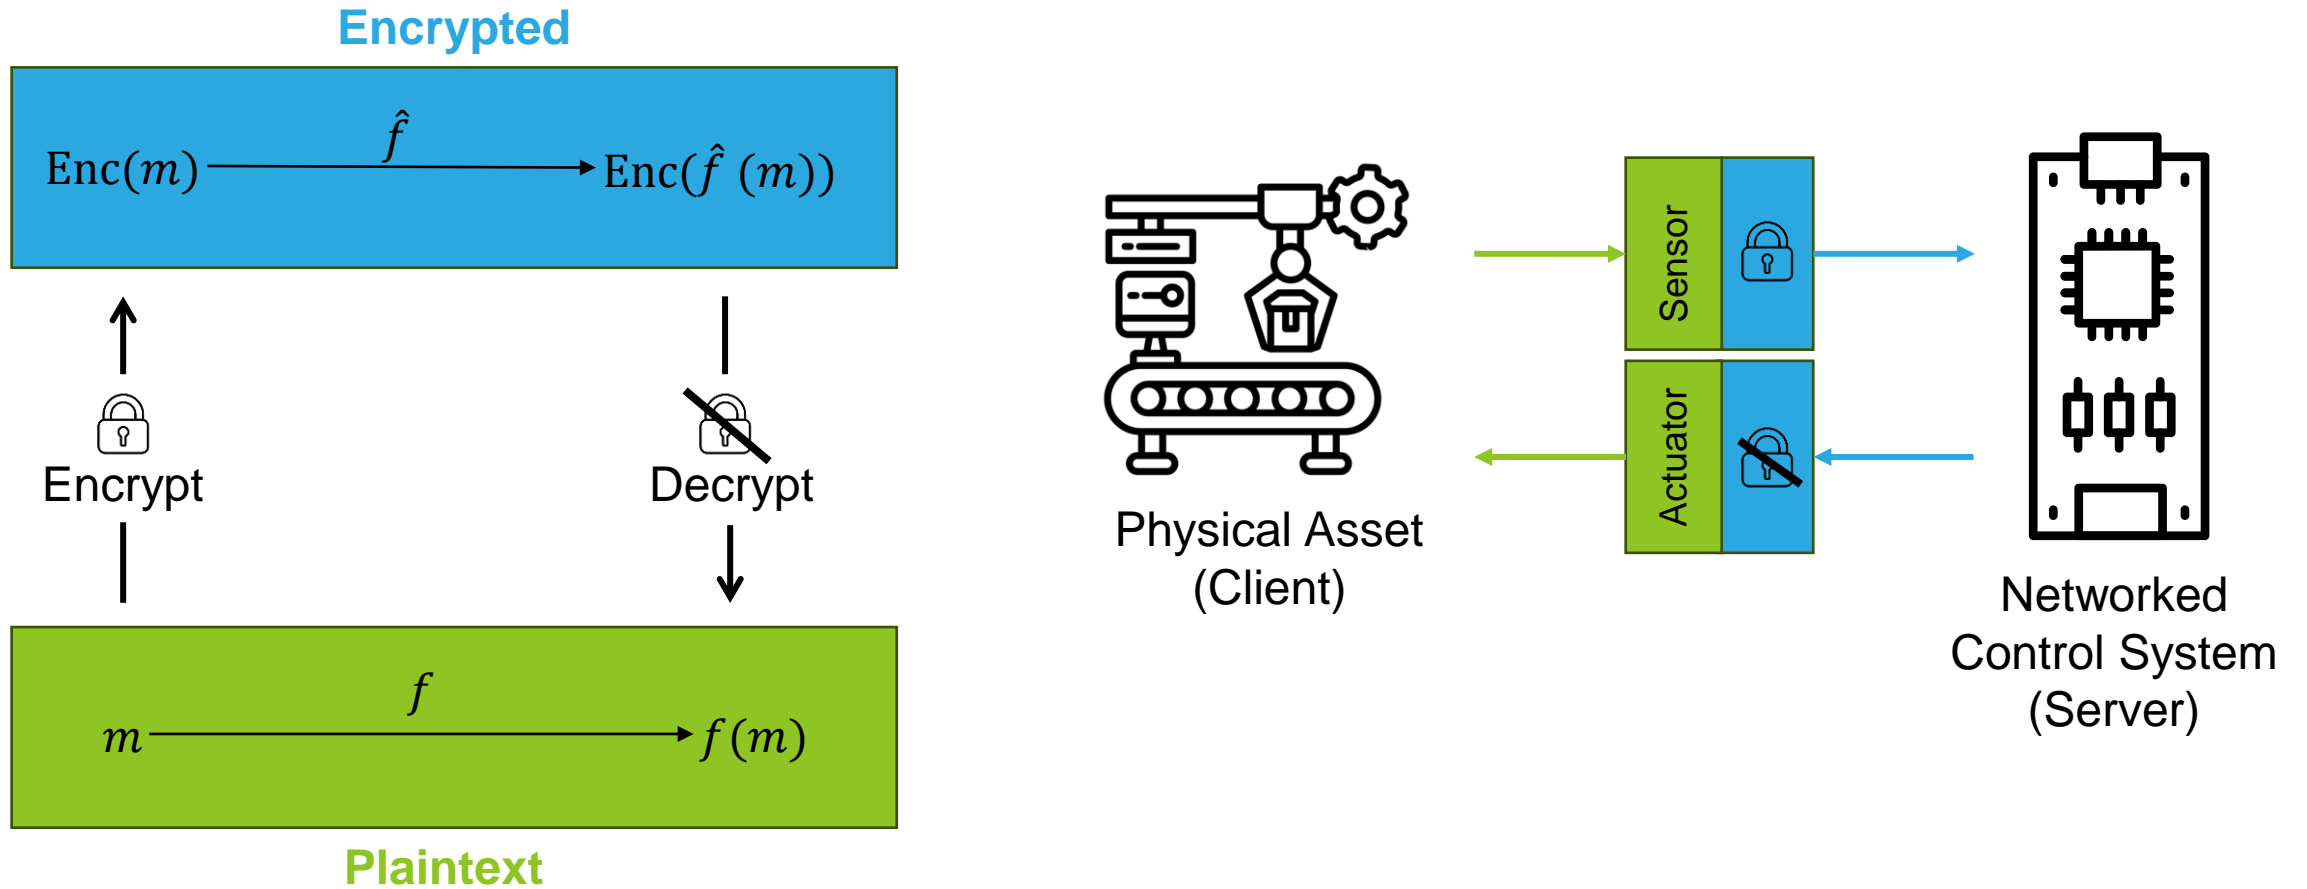 Encrypted
f̂
Enc(m) Enc(f̂ (m))
Encrypt
Decrypt
f
m f(m)
Plaintext
Physical Asset
(Client)
Sensor
Actuator
Networked
Control System
(Server)